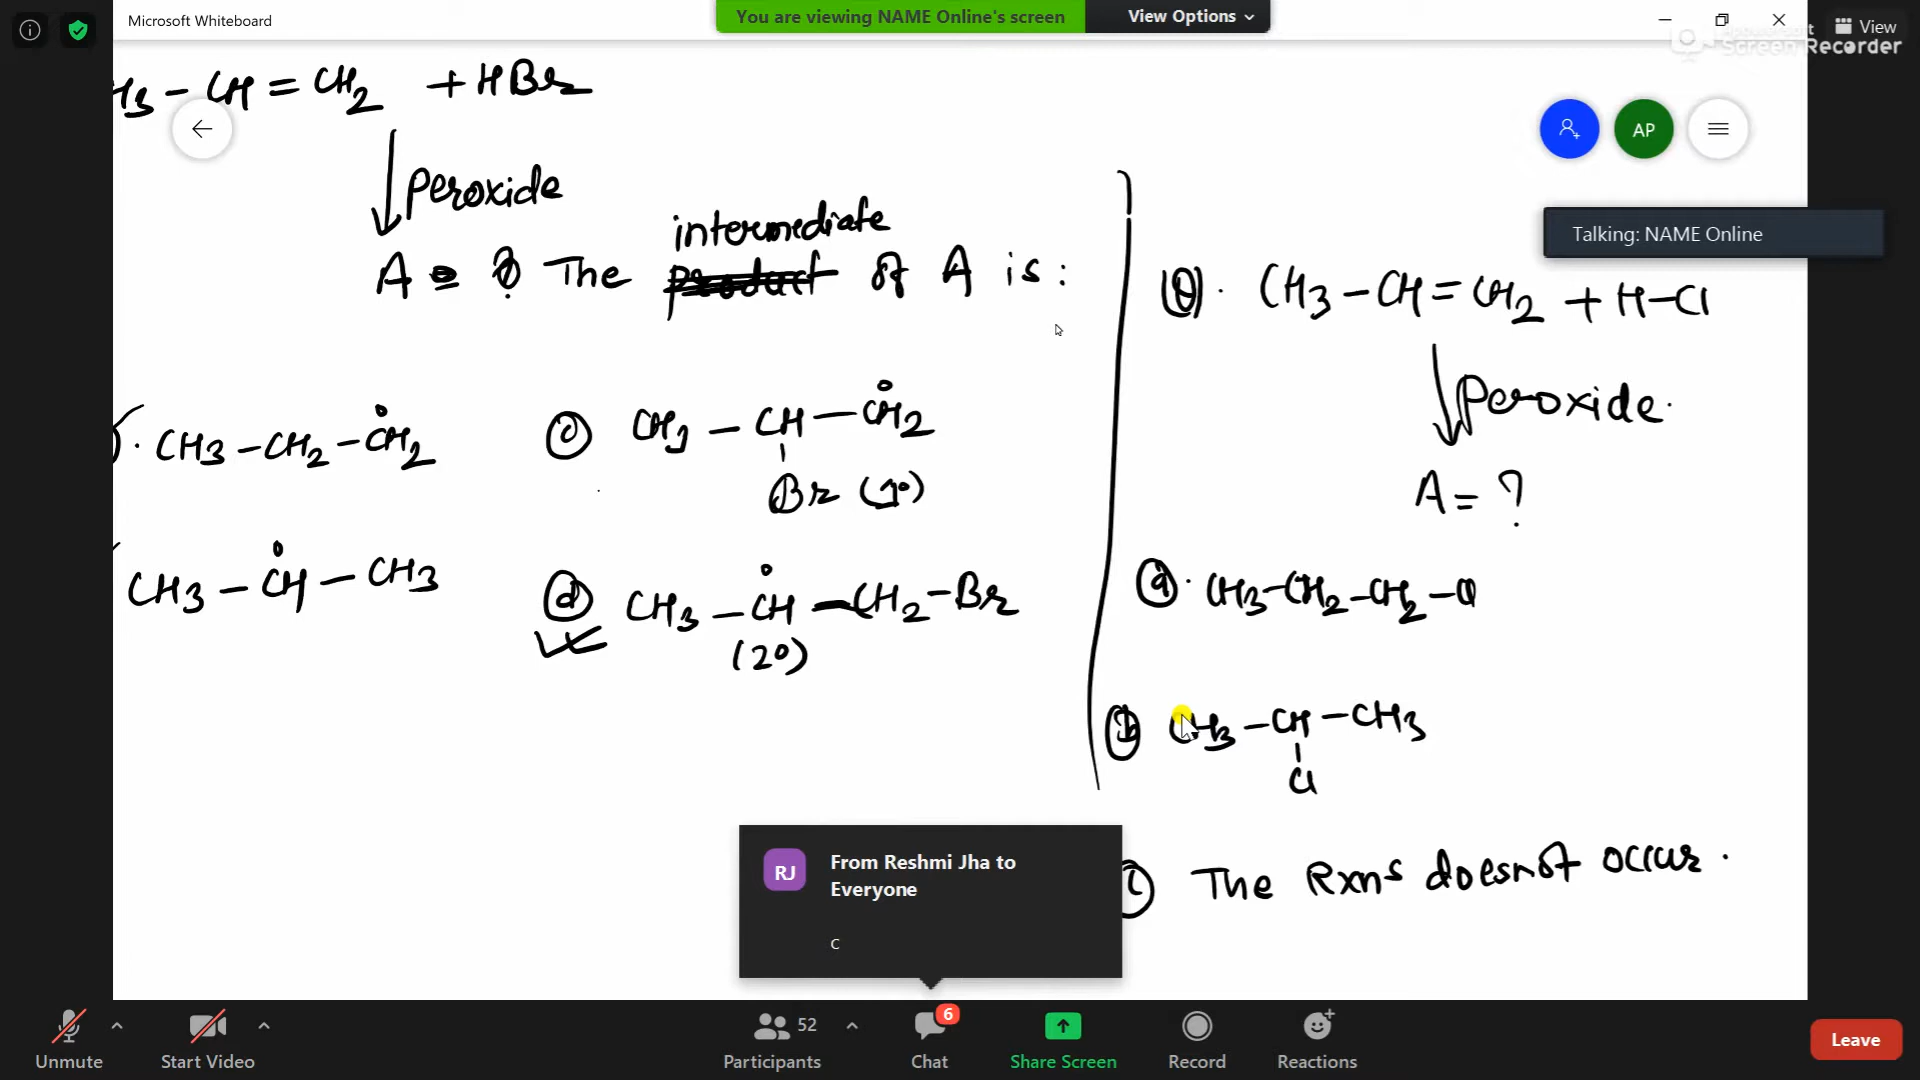 Microsoft Whiteboard
You are viewing NAME Online's screen
View Options
View
Screen Recorder
H3 - CH = CH2 + HBr
Peroxide
AP
Talking: NAME Online
intermediate
A = ? The product of A is :
CH3 - CH = CH2 + H-Cl
Peroxide.
A = ?
CH3 - CH2 - CH2
(c) CH3 - CH - CH2
Br (1°)
CH3 - CH - CH3
(d) CH3 - CH - CH2 - Br
(2°)
(a). CH3-CH2-CH2-Cl
(b) CH3 - CH - CH3
Cl
(c) The Rxns doesnot occur.
RJ
From Reshmi Jha to
Everyone
C
52
6
Unmute
Start Video
Participants
Chat
Share Screen
Record
Reactions
Leave